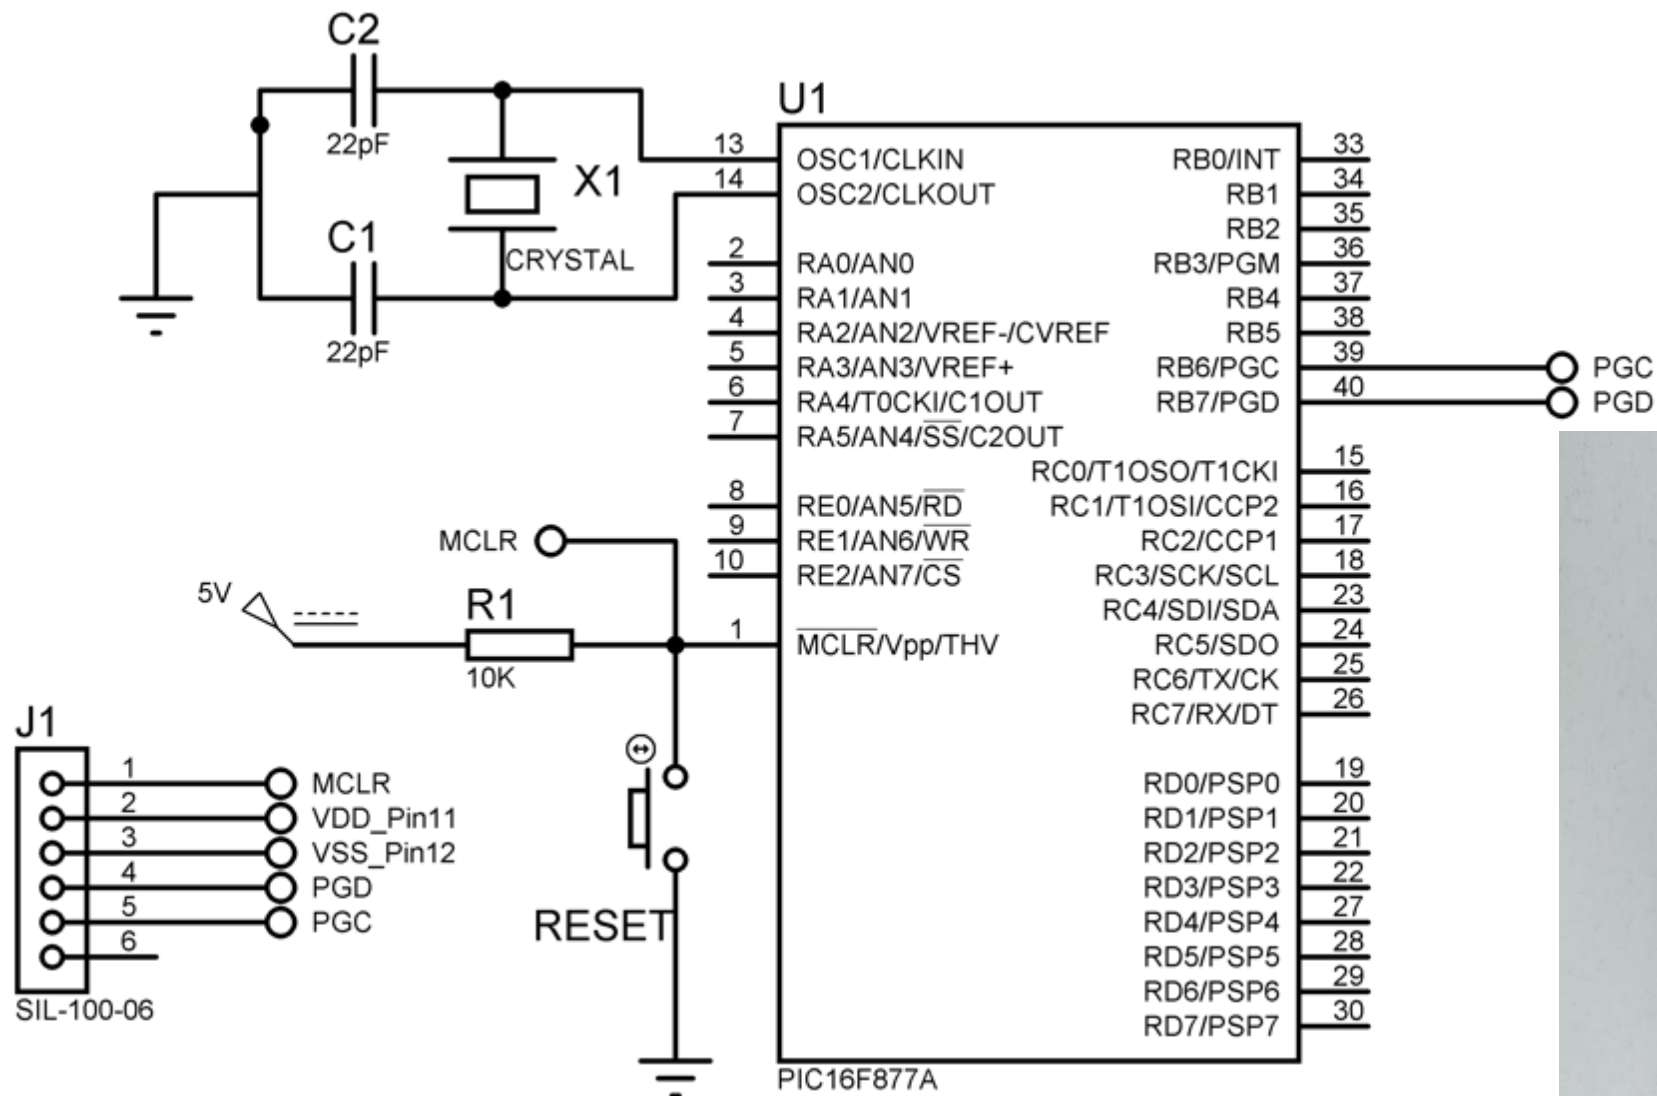 C2
22pF
X1
CRYSTAL
C1
22pF
U1
13 OSC1/CLKIN
14 OSC2/CLKOUT
2 RA0/AN0
3 RA1/AN1
4 RA2/AN2/VREF-/CVREF
5 RA3/AN3/VREF+
6 RA4/T0CKI/C1OUT
7 RA5/AN4/SS/C2OUT
8 RE0/AN5/RD
9 RE1/AN6/WR
10 RE2/AN7/CS
1 MCLR/Vpp/THV
RB0/INT 33
RB1 34
RB2 35
RB3/PGM 36
RB4 37
RB5 38
RB6/PGC 39 PGC
RB7/PGD 40 PGD
RC0/T1OSO/T1CKI 15
RC1/T1OSI/CCP2 16
RC2/CCP1 17
RC3/SCK/SCL 18
RC4/SDI/SDA 23
RC5/SDO 24
RC6/TX/CK 25
RC7/RX/DT 26
RD0/PSP0 19
RD1/PSP1 20
RD2/PSP2 21
RD3/PSP3 22
RD4/PSP4 27
RD5/PSP5 28
RD6/PSP6 29
RD7/PSP7 30
PIC16F877A
MCLR
5V
R1
10K
RESET
J1
1 MCLR
2 VDD_Pin11
3 VSS_Pin12
4 PGD
5 PGC
6
SIL-100-06